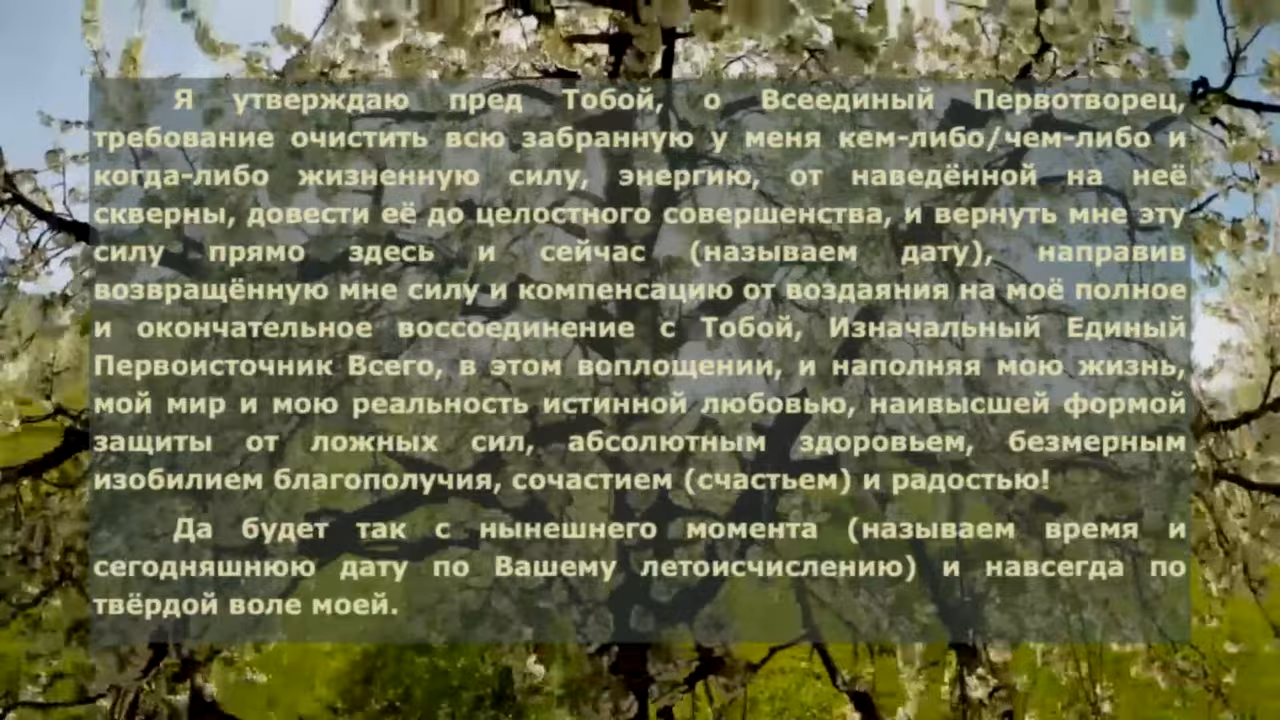 Я утверждаю пред Тобой, о Всеединый Первотворец,
требование очистить всю забранную у меня кем-либо/чем-либо и
когда-либо жизненную силу, энергию, от наведённой на неё
скверны, довести её до целостного совершенства, и вернуть мне эту
силу прямо здесь и сейчас (называем дату), направив
возвращённую мне силу и компенсацию от воздаяния на моё полное
и окончательное воссоединение с Тобой, Изначальный Единый
Первоисточник Всего, в этом воплощении, и наполняя мою жизнь,
мой мир и мою реальность истинной любовью, наивысшей формой
защиты от ложных сил, абсолютным здоровьем, безмерным
изобилием благополучия, сочастием (счастьем) и радостью!
Да будет так с нынешнего момента (называем время и
сегодняшнюю дату по Вашему летоисчислению) и навсегда по
твёрдой воле моей.